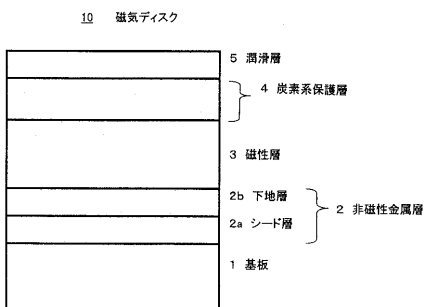 10 磁気ディスク
5 潤滑層
4 炭素系保護層
3 磁性層
2b 下地層
2 非磁性金属層
2a シード層
1 基板